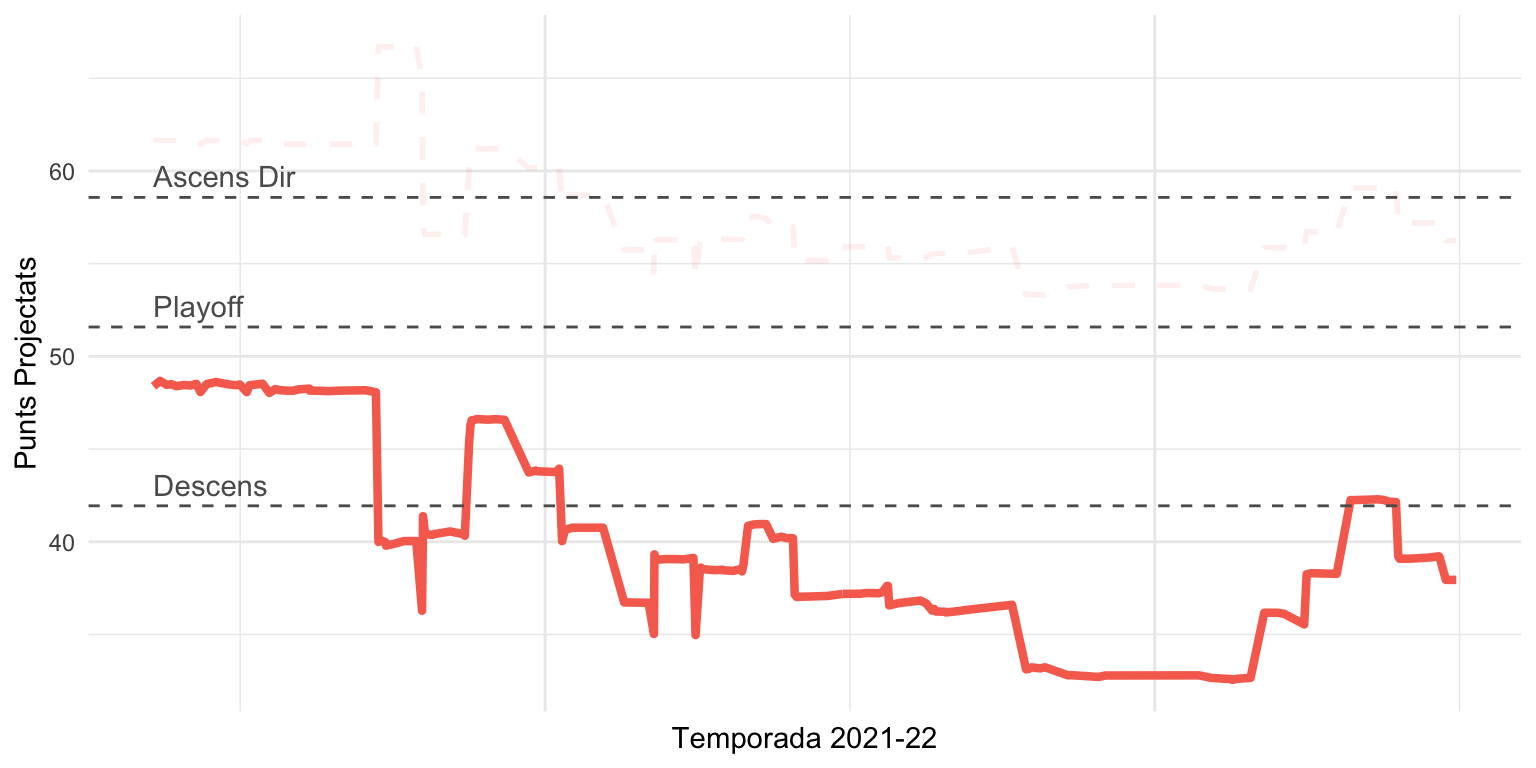 60
Ascens Dir
Playoff
50
Descens
40
Punts Projectats
Temporada 2021-22